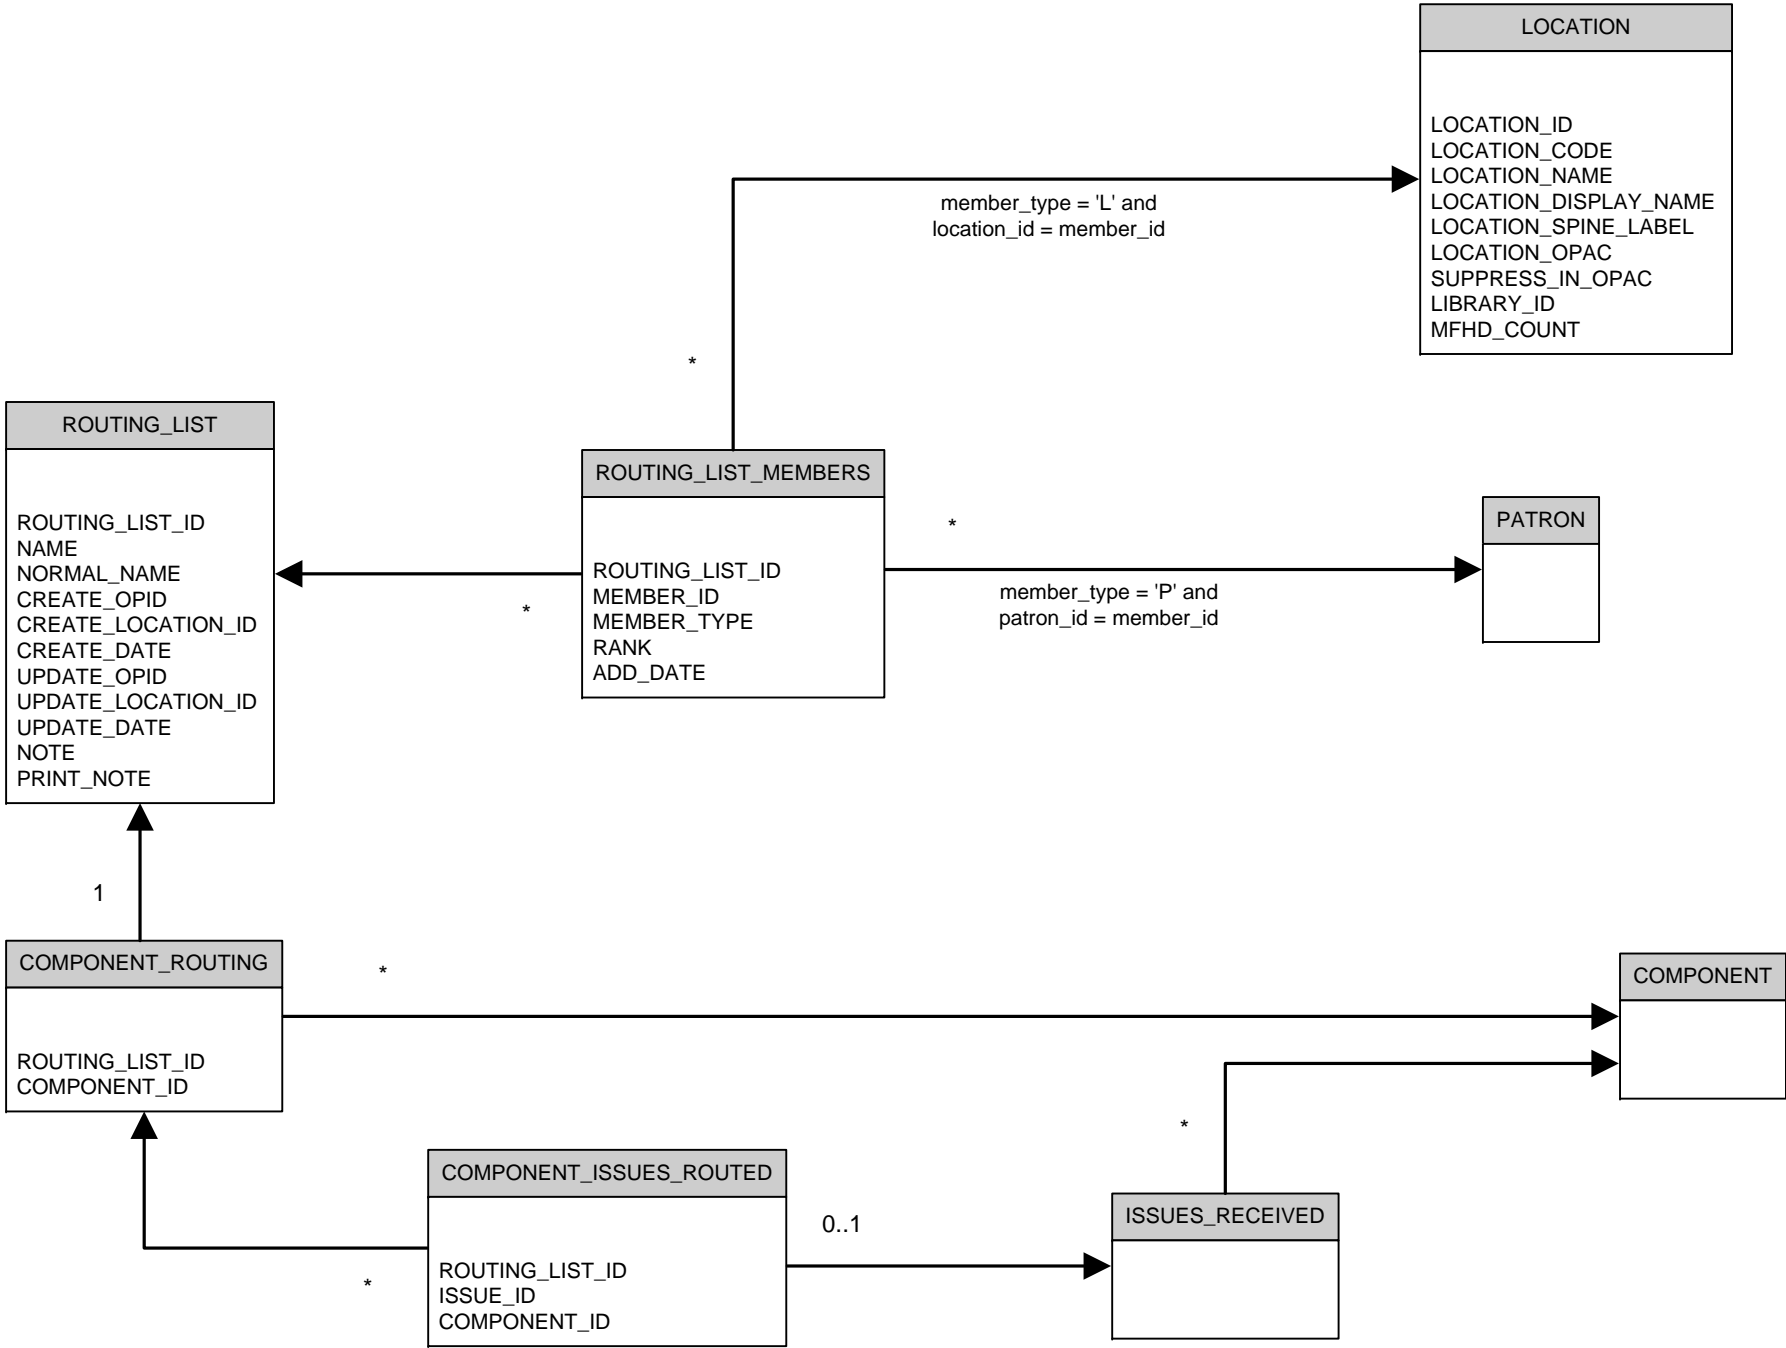 LOCATION
LOCATION_ID
LOCATION_CODE
LOCATION_NAME
LOCATION_DISPLAY_NAME
LOCATION_SPINE_LABEL
LOCATION_OPAC
SUPPRESS_IN_OPAC
LIBRARY_ID
MFHD_COUNT
member_type = 'L' and
location_id = member_id
*
ROUTING_LIST
ROUTING_LIST_ID
NAME
NORMAL_NAME
CREATE_OPID
CREATE_LOCATION_ID
CREATE_DATE
UPDATE_OPID
UPDATE_LOCATION_ID
UPDATE_DATE
NOTE
PRINT_NOTE
*
ROUTING_LIST_MEMBERS
ROUTING_LIST_ID
MEMBER_ID
MEMBER_TYPE
RANK
ADD_DATE
*
member_type = 'P' and
patron_id = member_id
PATRON
1
COMPONENT_ROUTING
ROUTING_LIST_ID
COMPONENT_ID
*
COMPONENT
*
COMPONENT_ISSUES_ROUTED
ROUTING_LIST_ID
ISSUE_ID
COMPONENT_ID
0..1
*
ISSUES_RECEIVED